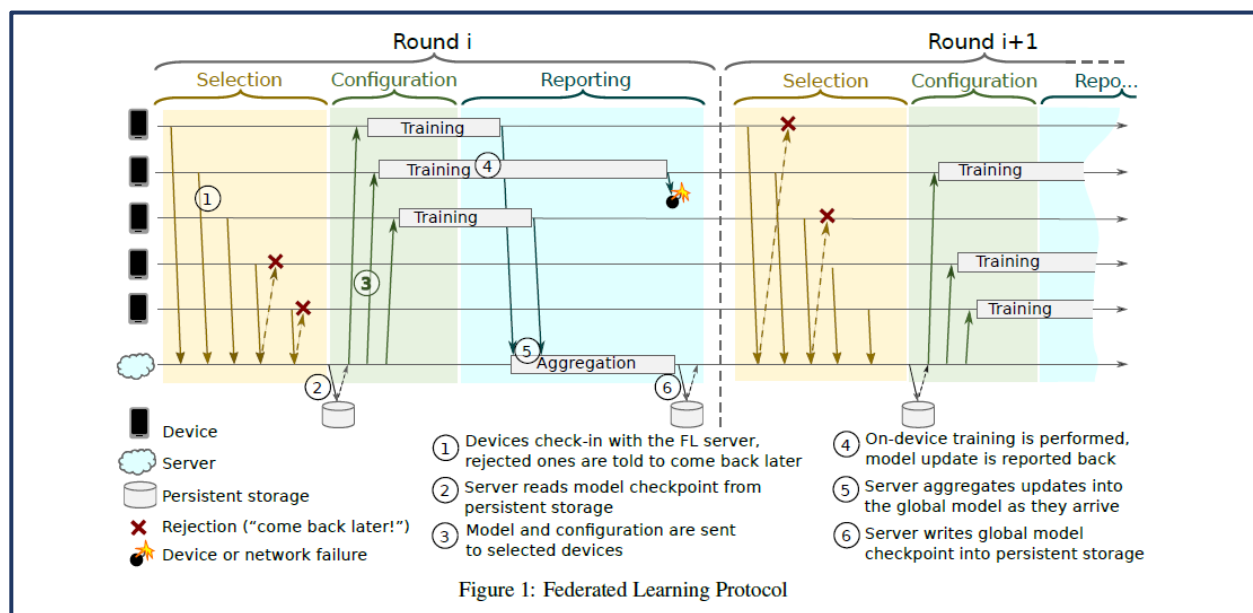 Round i
Round i+1
Selection
Configuration
Reporting
Selection
Configuration
Repo...
Training
Training
4
Training
1
3
Training
Training
Training
5
Aggregation
2
6
Device
Server
Persistent storage
Rejection (“come back later!”)
Device or network failure
1 Devices check-in with the FL server,
rejected ones are told to come back later
2 Server reads model checkpoint from
persistent storage
3 Model and configuration are sent
to selected devices
4 On-device training is performed,
model update is reported back
5 Server aggregates updates into
the global model as they arrive
6 Server writes global model
checkpoint into persistent storage
Figure 1: Federated Learning Protocol